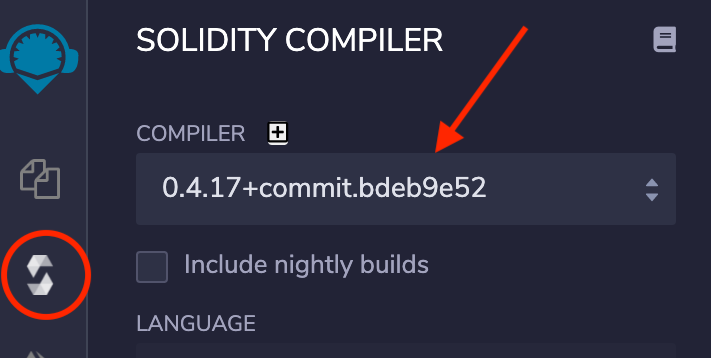 SOLIDITY COMPILER
COMPILER
0.4.17+commit.bdeb9e52
Include nightly builds
LANGUAGE